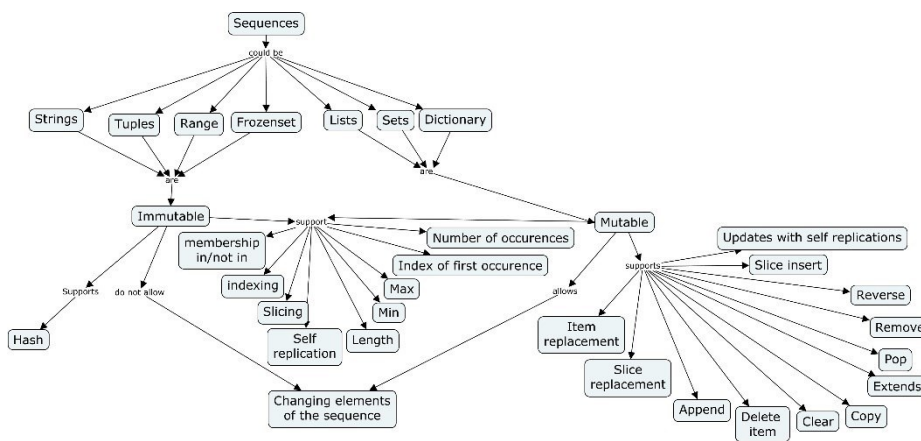 Sequences
could be
Strings
Tuples
Range
Frozenset
Lists
Sets
Dictionary
are
are
Immutable
support
Mutable
membership
in/not in
Number of occurences
Updates with self replications
Index of first occurence
supports
Slice insert
indexing
Max
Supports
do not allow
allows
Reverse
Slicing
Min
Item
replacement
Remove
Hash
Self
replication
Length
Pop
Slice
replacement
Extends
Changing elements
of the sequence
Append
Delete
item
Clear
Copy